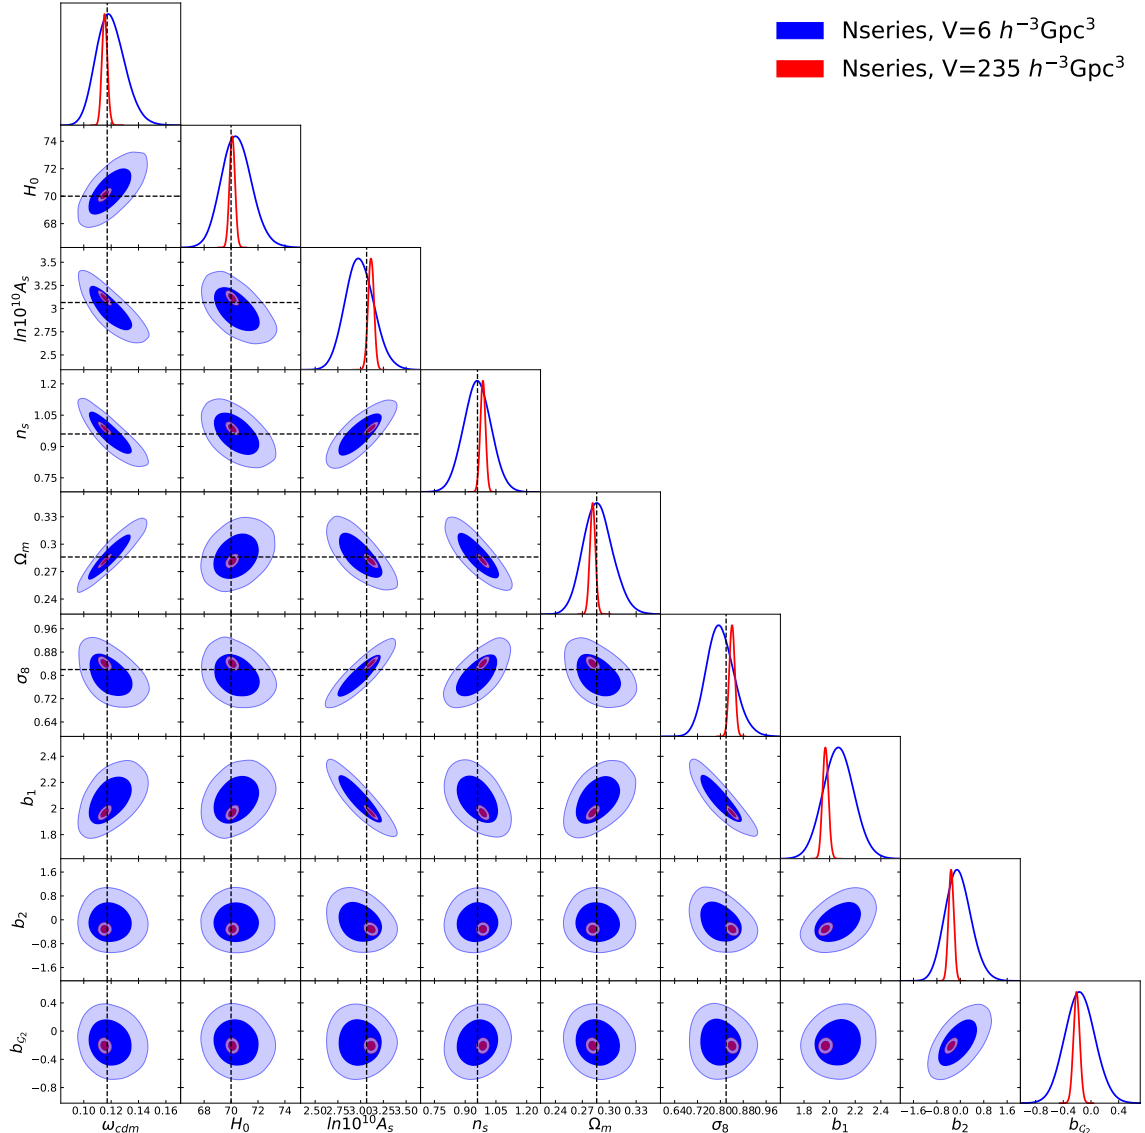 Nseries, V=6 h⁻³Gpc³
Nseries, V=235 h⁻³Gpc³
H₀
74
72
70
68
ln10¹⁰Aₛ
3.5
3.25
3
2.75
2.5
nₛ
1.2
1.05
0.9
0.75
Ωₘ
0.33
0.3
0.27
0.24
σ₈
0.96
0.88
0.8
0.72
0.64
b₁
2.4
2.2
2
1.8
b₂
1.6
0.8
0
−0.8
−1.6
b_𝒢₂
0.4
0
−0.4
−0.8
0.10 0.12 0.14 0.16 68 70 72 74 2.50 2.75 3.00 3.25 3.50 0.75 0.90 1.05 1.20 0.24 0.27 0.30 0.33 0.64 0.72 0.80 0.88 0.96 1.8 2.1 2.4 −1.6 −0.8 0.0 0.8 1.6 −0.8 −0.4 0.0 0.4
ω_cdm H₀ ln10¹⁰Aₛ nₛ Ωₘ σ₈ b₁ b₂ b_𝒢₂